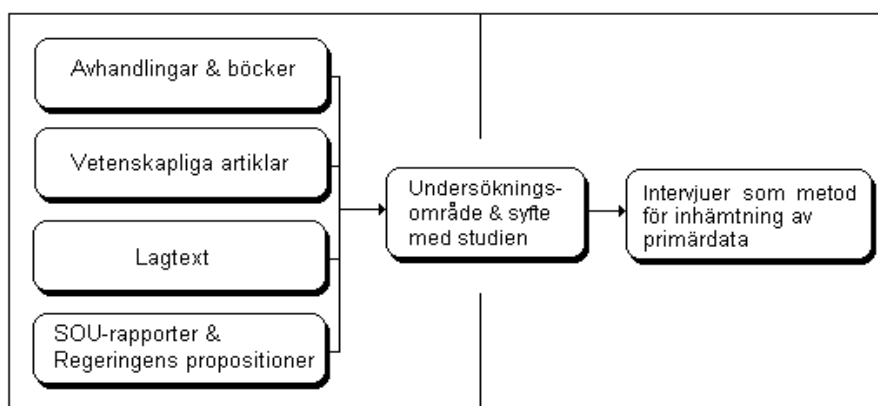 Avhandlingar & böcker
Vetenskapliga artiklar
Lagtext
SOU-rapporter &
Regeringens propositioner
Undersöknings-
område & syfte
med studien
Intervjuer som metod
för inhämtning av
primärdata